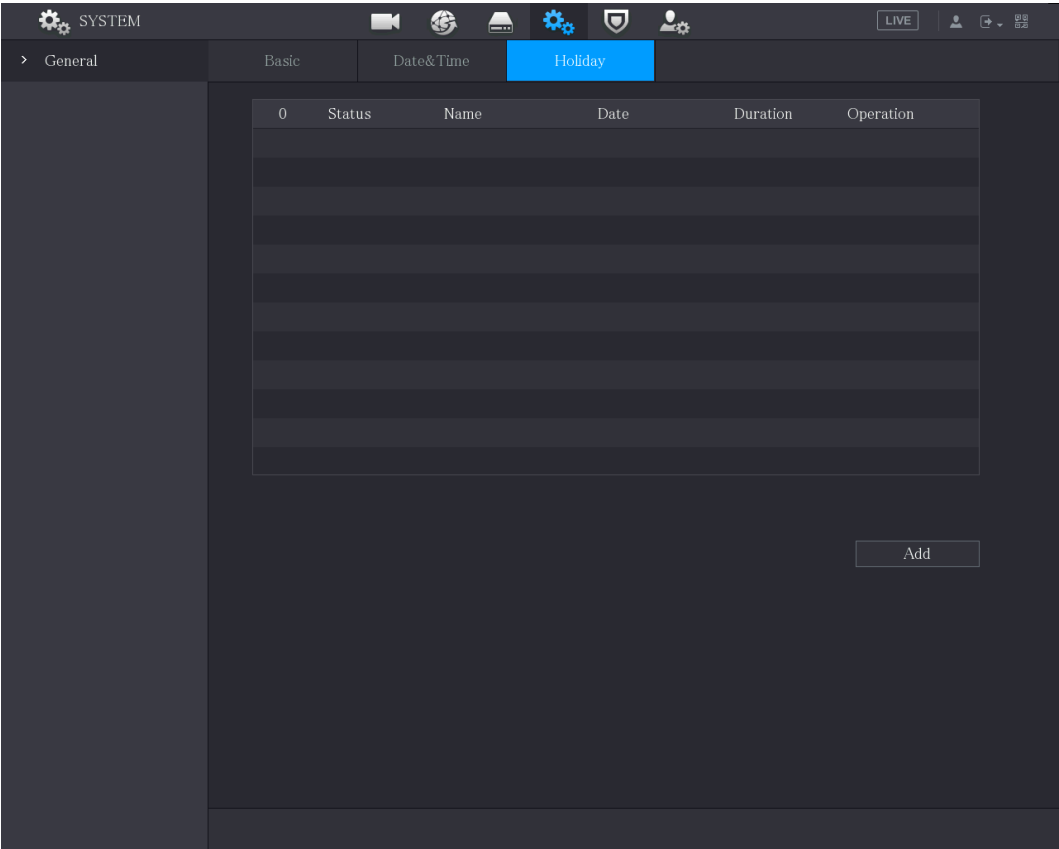 SYSTEM LIVE
General Basic Date&Time Holiday
0 Status Name Date Duration Operation
Add